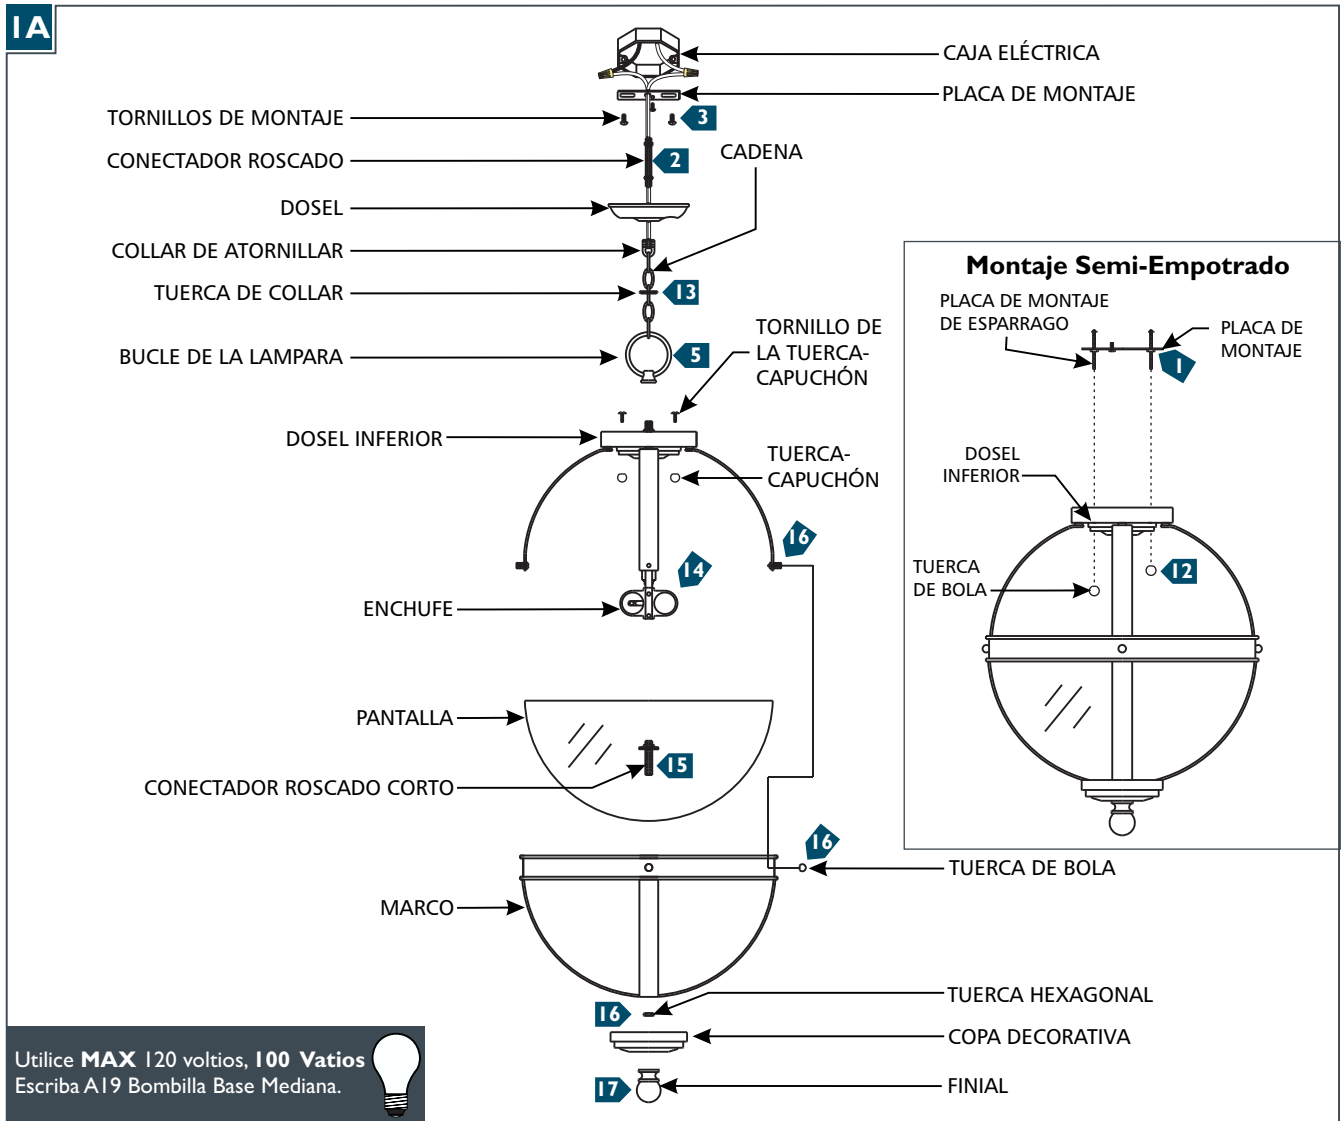 1A
CAJA ELÉCTRICA
PLACA DE MONTAJE
TORNILLOS DE MONTAJE
3
CONECTADOR ROSCADO
2
CADENA
DOSEL
COLLAR DE ATORNILLAR
TUERCA DE COLLAR
13
BUCLE DE LA LAMPARA
5
TORNILLO DE
LA TUERCA-
CAPUCHÓN
DOSEL INFERIOR
TUERCA-
CAPUCHÓN
16
14
ENCHUFE
PANTALLA
15
CONECTADOR ROSCADO CORTO
16
TUERCA DE BOLA
MARCO
TUERCA HEXAGONAL
16
COPA DECORATIVA
17
FINIAL
Montaje Semi-Empotrado
PLACA DE MONTAJE
DE ESPARRAGO
PLACA DE
MONTAJE
1
DOSEL
INFERIOR
TUERCA
DE BOLA
12
Utilice MAX 120 voltios, 100 Vatios
Escriba A19 Bombilla Base Mediana.